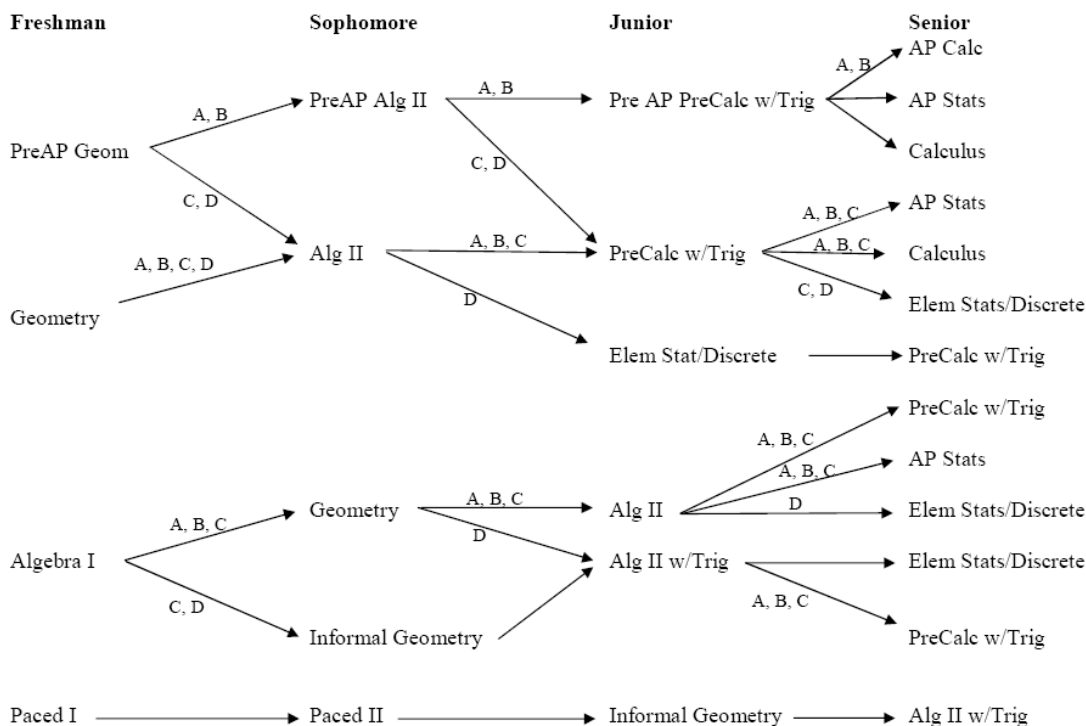 Freshman Sophomore Junior Senior
AP Calc
A, B
PreAP Alg II A, B Pre AP PreCalc w/Trig AP Stats
A, B
PreAP Geom Calculus
C, D
C, D
AP Stats
A, B, C
Alg II A, B, C PreCalc w/Trig A, B, C Calculus
A, B, C, D
C, D
D
Geometry Elem Stats/Discrete
Elem Stat/Discrete PreCalc w/Trig
PreCalc w/Trig
A, B, C
AP Stats
A, B, C
Geometry A, B, C Alg II D Elem Stats/Discrete
A, B, C
D
Algebra I Alg II w/Trig Elem Stats/Discrete
A, B, C
C, D
Informal Geometry PreCalc w/Trig
Paced I Paced II Informal Geometry Alg II w/Trig